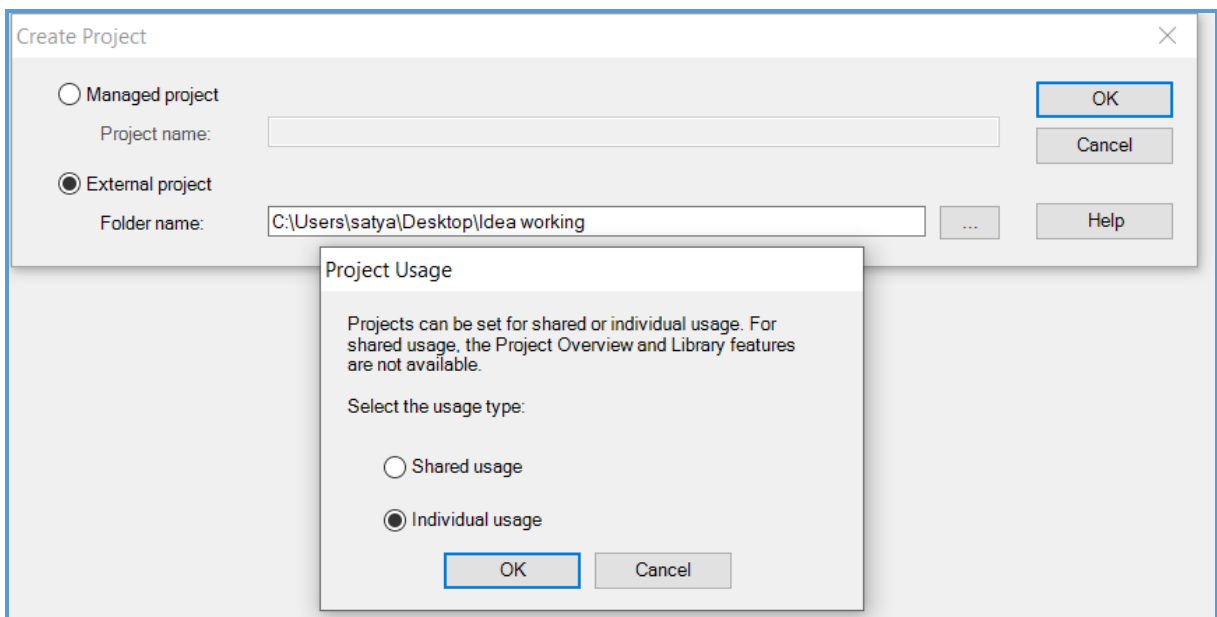 Create Project
Managed project
OK
Project name:
Cancel
External project
Folder name:
C:\Users\satya\Desktop\Idea working
...
Help
Project Usage
Projects can be set for shared or individual usage. For
shared usage, the Project Overview and Library features
are not available.
Select the usage type:
Shared usage
Individual usage
OK
Cancel